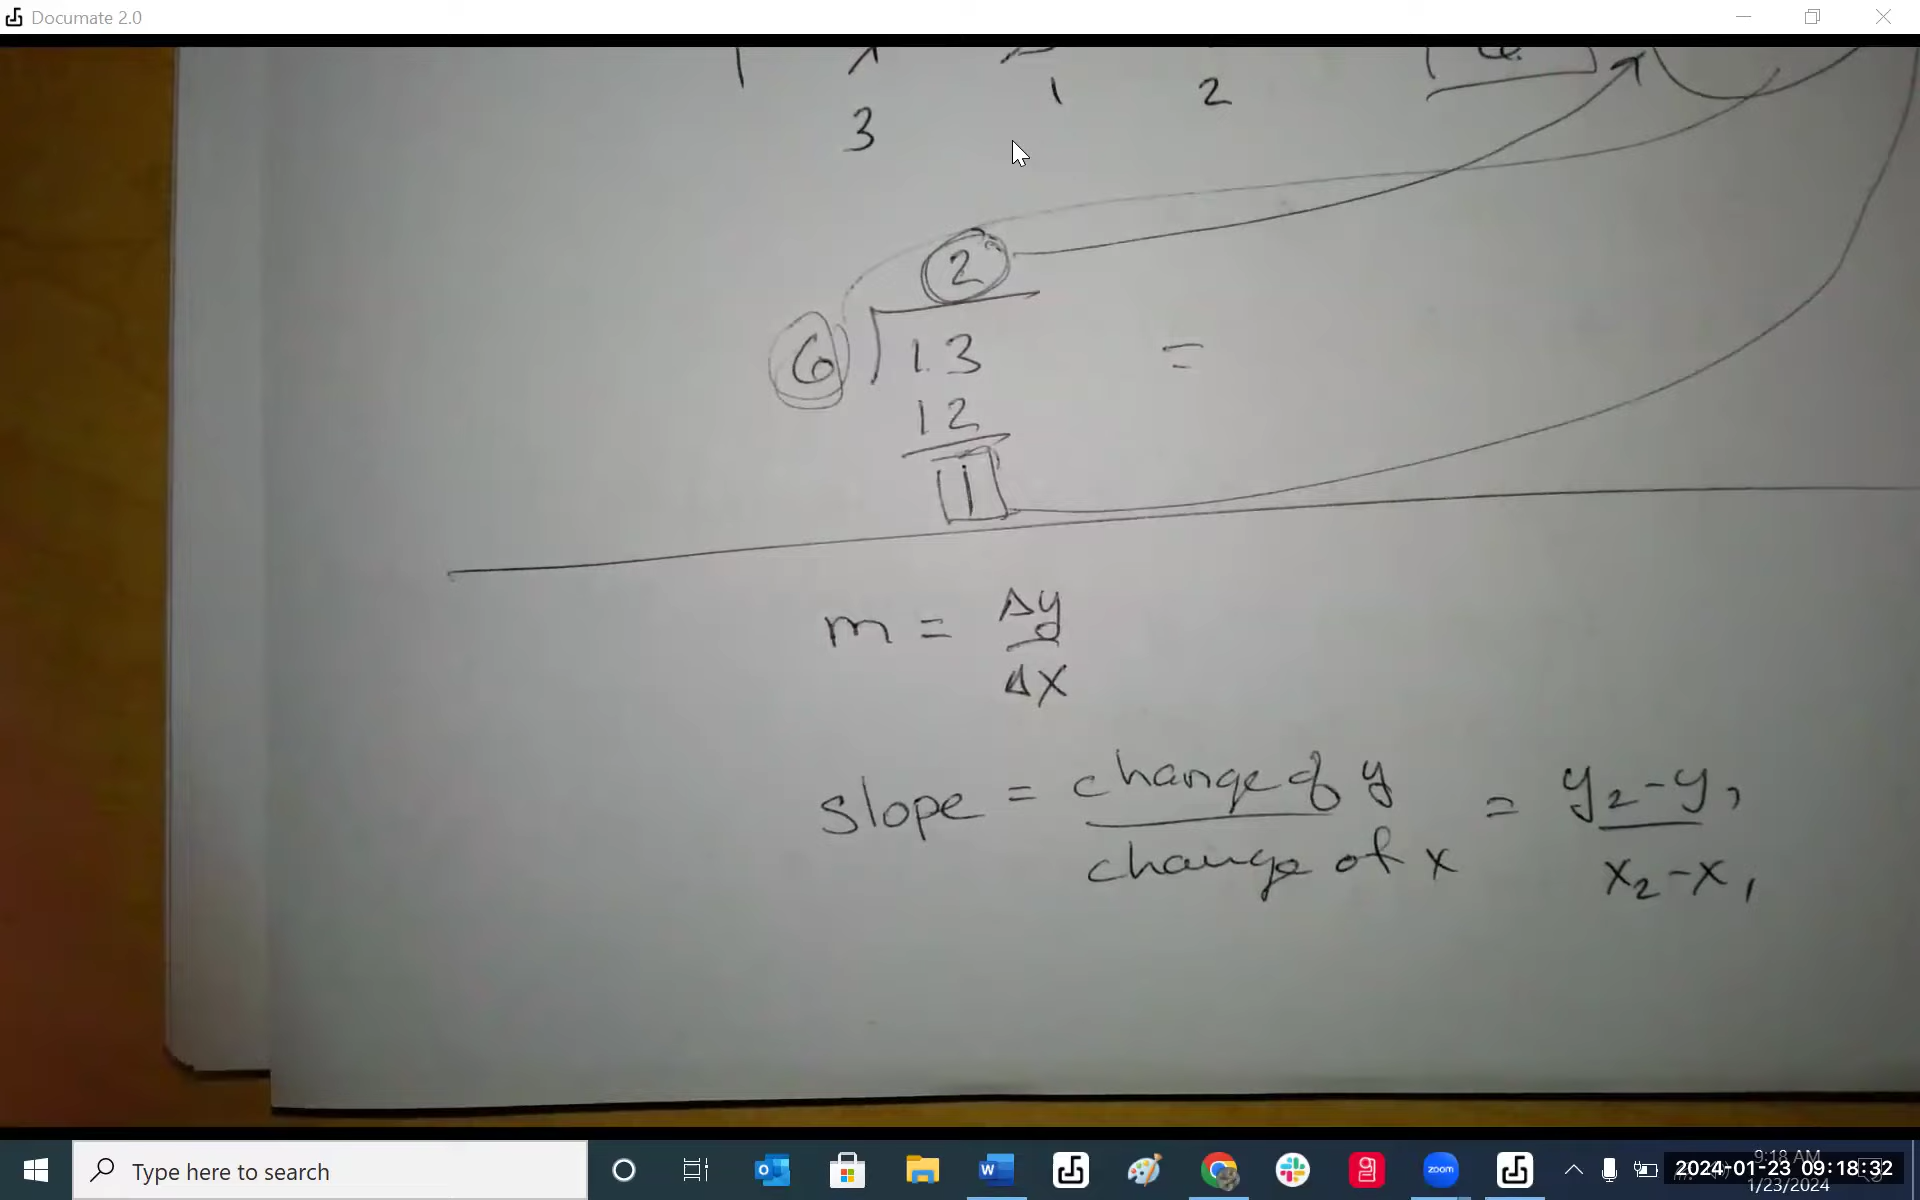 Documate 2.0
1
3
1
2
2
6 13 =
12
1
m = Δy
Δx
slope = change of y = y₂-y₁
change of x x₂-x₁
Type here to search
zoom
9:18 AM
2024-01-23 09:18:32
1/23/2024